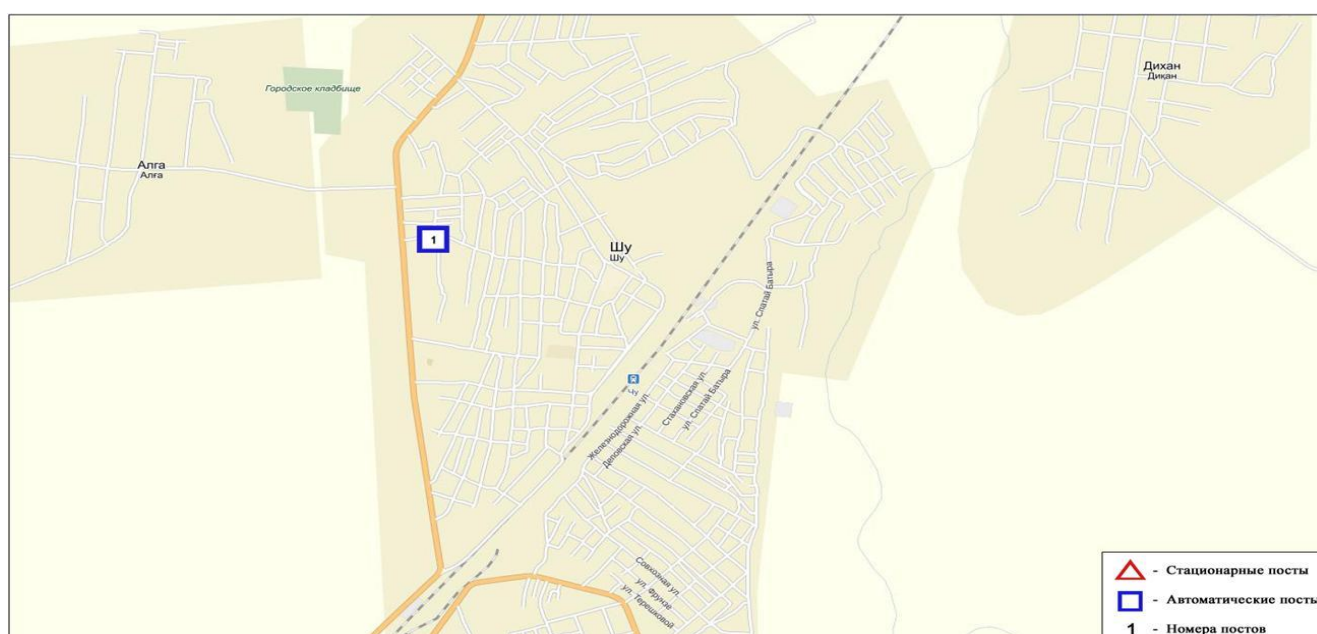 Дихан
Дикан
Городское кладбище
Алга
Алға
1
Шу
Шу
ул. Спатай Батыра
Стахановская ул.
ул. Спатай Батыра
Железнодорожная ул.
Деповская ул.
Совхозная ул.
ул. Фрунзе
ул. Терешковой
- Стационарные посты
- Автоматические посты
1 - Номера постов